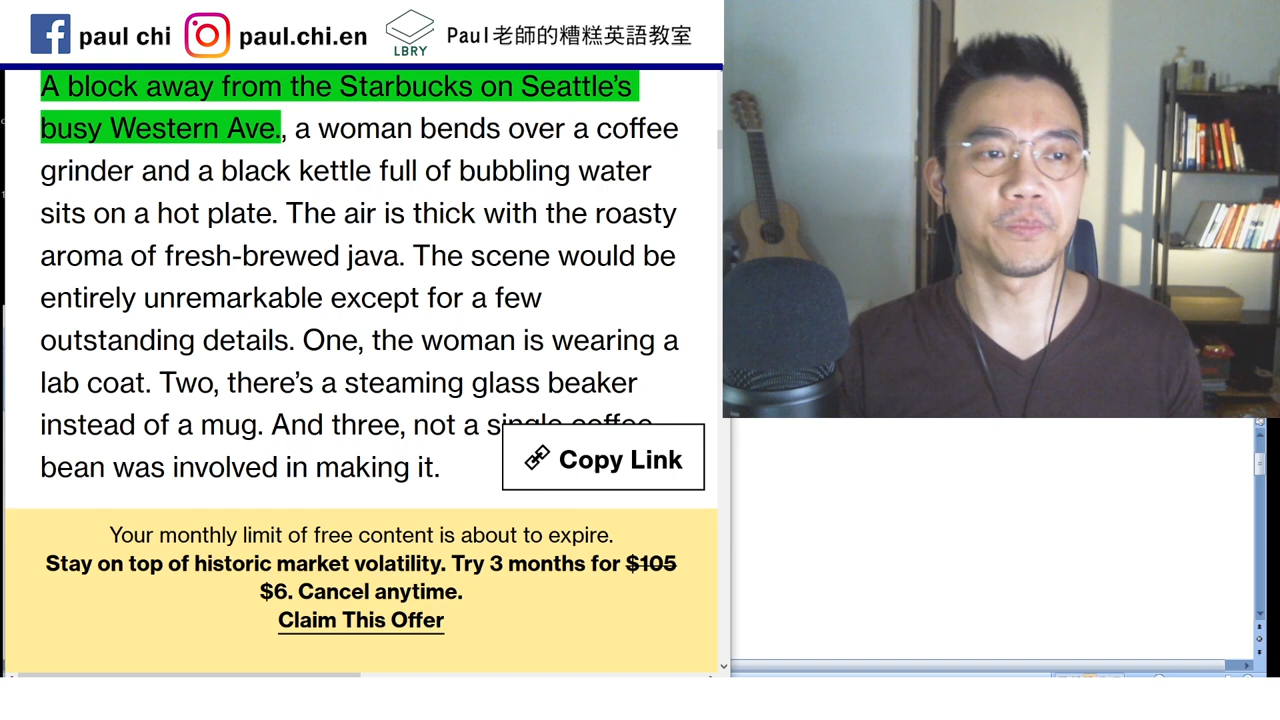 paul chi
paul.chi.en
LBRY
Paul老師的糟糕英語教室
A block away from the Starbucks on Seattle’s
busy Western Ave., a woman bends over a coffee
grinder and a black kettle full of bubbling water
sits on a hot plate. The air is thick with the roasty
aroma of fresh-brewed java. The scene would be
entirely unremarkable except for a few
outstanding details. One, the woman is wearing a
lab coat. Two, there’s a steaming glass beaker
instead of a mug. And three, not a single coffee
bean was involved in making it.
Copy Link
Your monthly limit of free content is about to expire.
Stay on top of historic market volatility. Try 3 months for $105
$6. Cancel anytime.
Claim This Offer